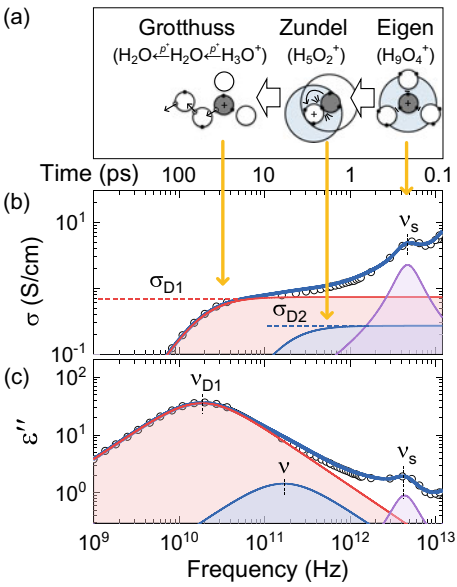 (a)
Grotthuss Zundel Eigen
(H₂O ←p⁺ H₂O ←p⁺ H₃O⁺) (H₅O₂⁺) (H₉O₄⁺)
+ + +
Time (ps) 100 10 1 0.1
(b)
νs
10¹
σD1
10⁰
σD2
10⁻¹
σ (S/cm)
(c)
10²
νD1
10¹
νs
ν
10⁰
ε″
10⁹ 10¹⁰ 10¹¹ 10¹² 10¹³
Frequency (Hz)